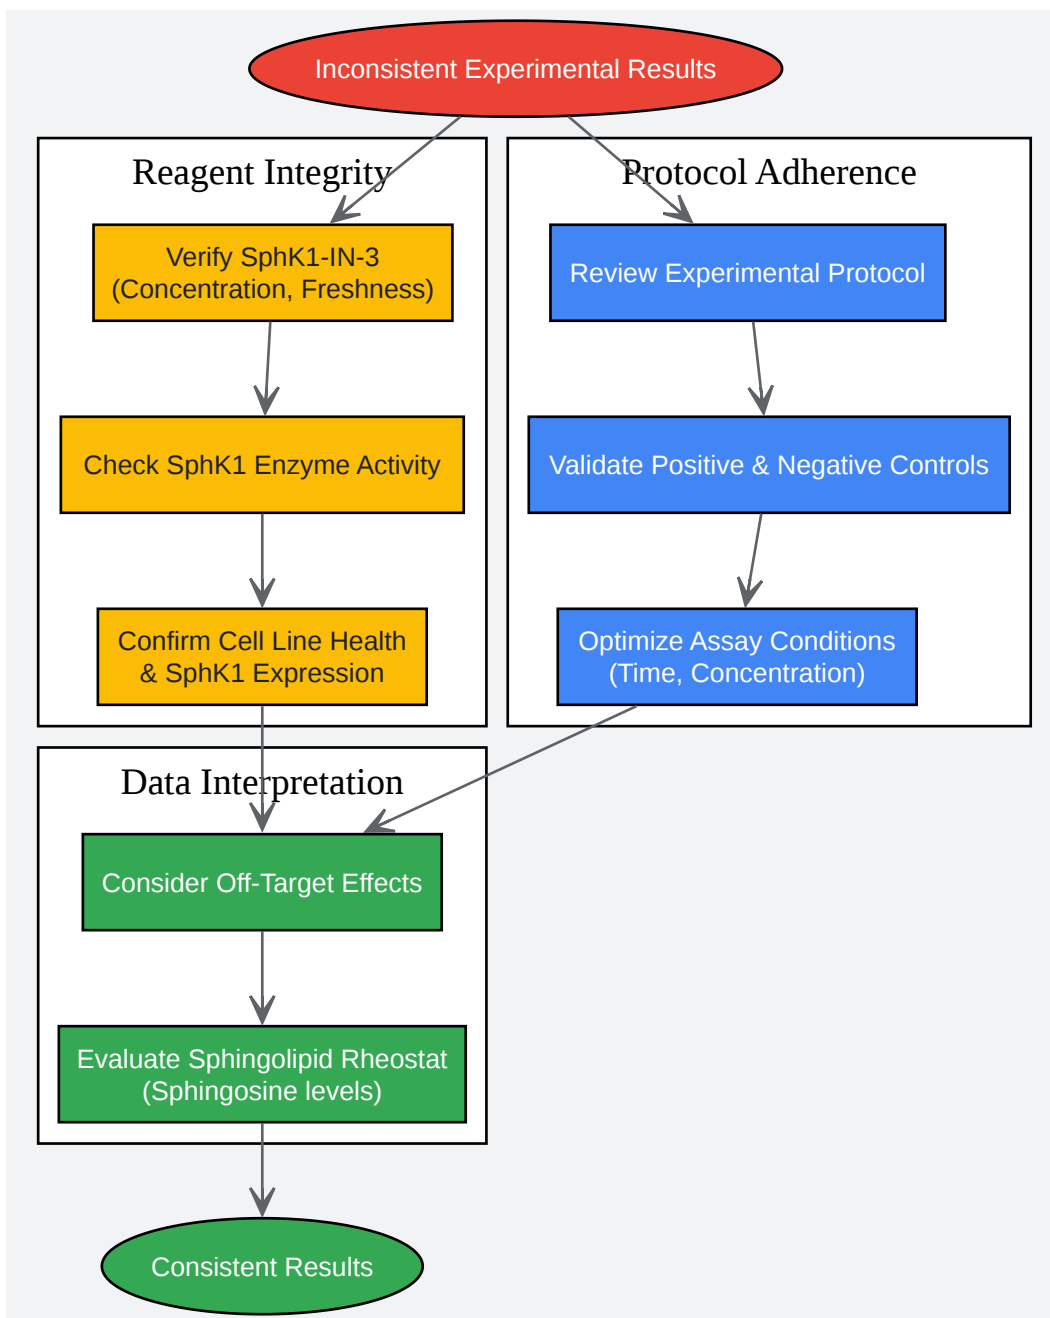 Inconsistent Experimental Results
Reagent Integrity
Verify SphK1-IN-3
(Concentration, Freshness)
Check SphK1 Enzyme Activity
Confirm Cell Line Health
& SphK1 Expression
Protocol Adherence
Review Experimental Protocol
Validate Positive & Negative Controls
Optimize Assay Conditions
(Time, Concentration)
Data Interpretation
Consider Off-Target Effects
Evaluate Sphingolipid Rheostat
(Sphingosine levels)
Consistent Results